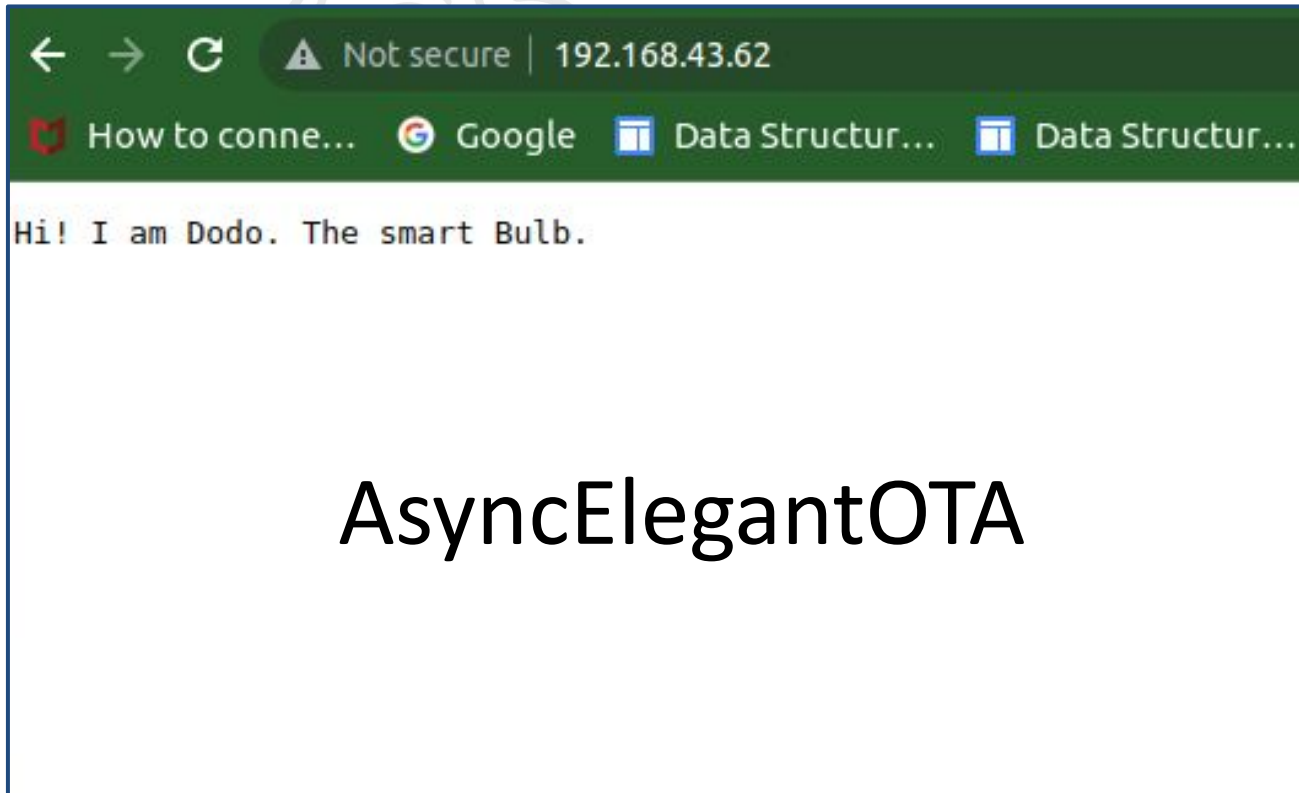 Not secure | 192.168.43.62
How to conne... Google Data Structur... Data Structur...
Hi! I am Dodo. The smart Bulb.
AsyncElegantOTA